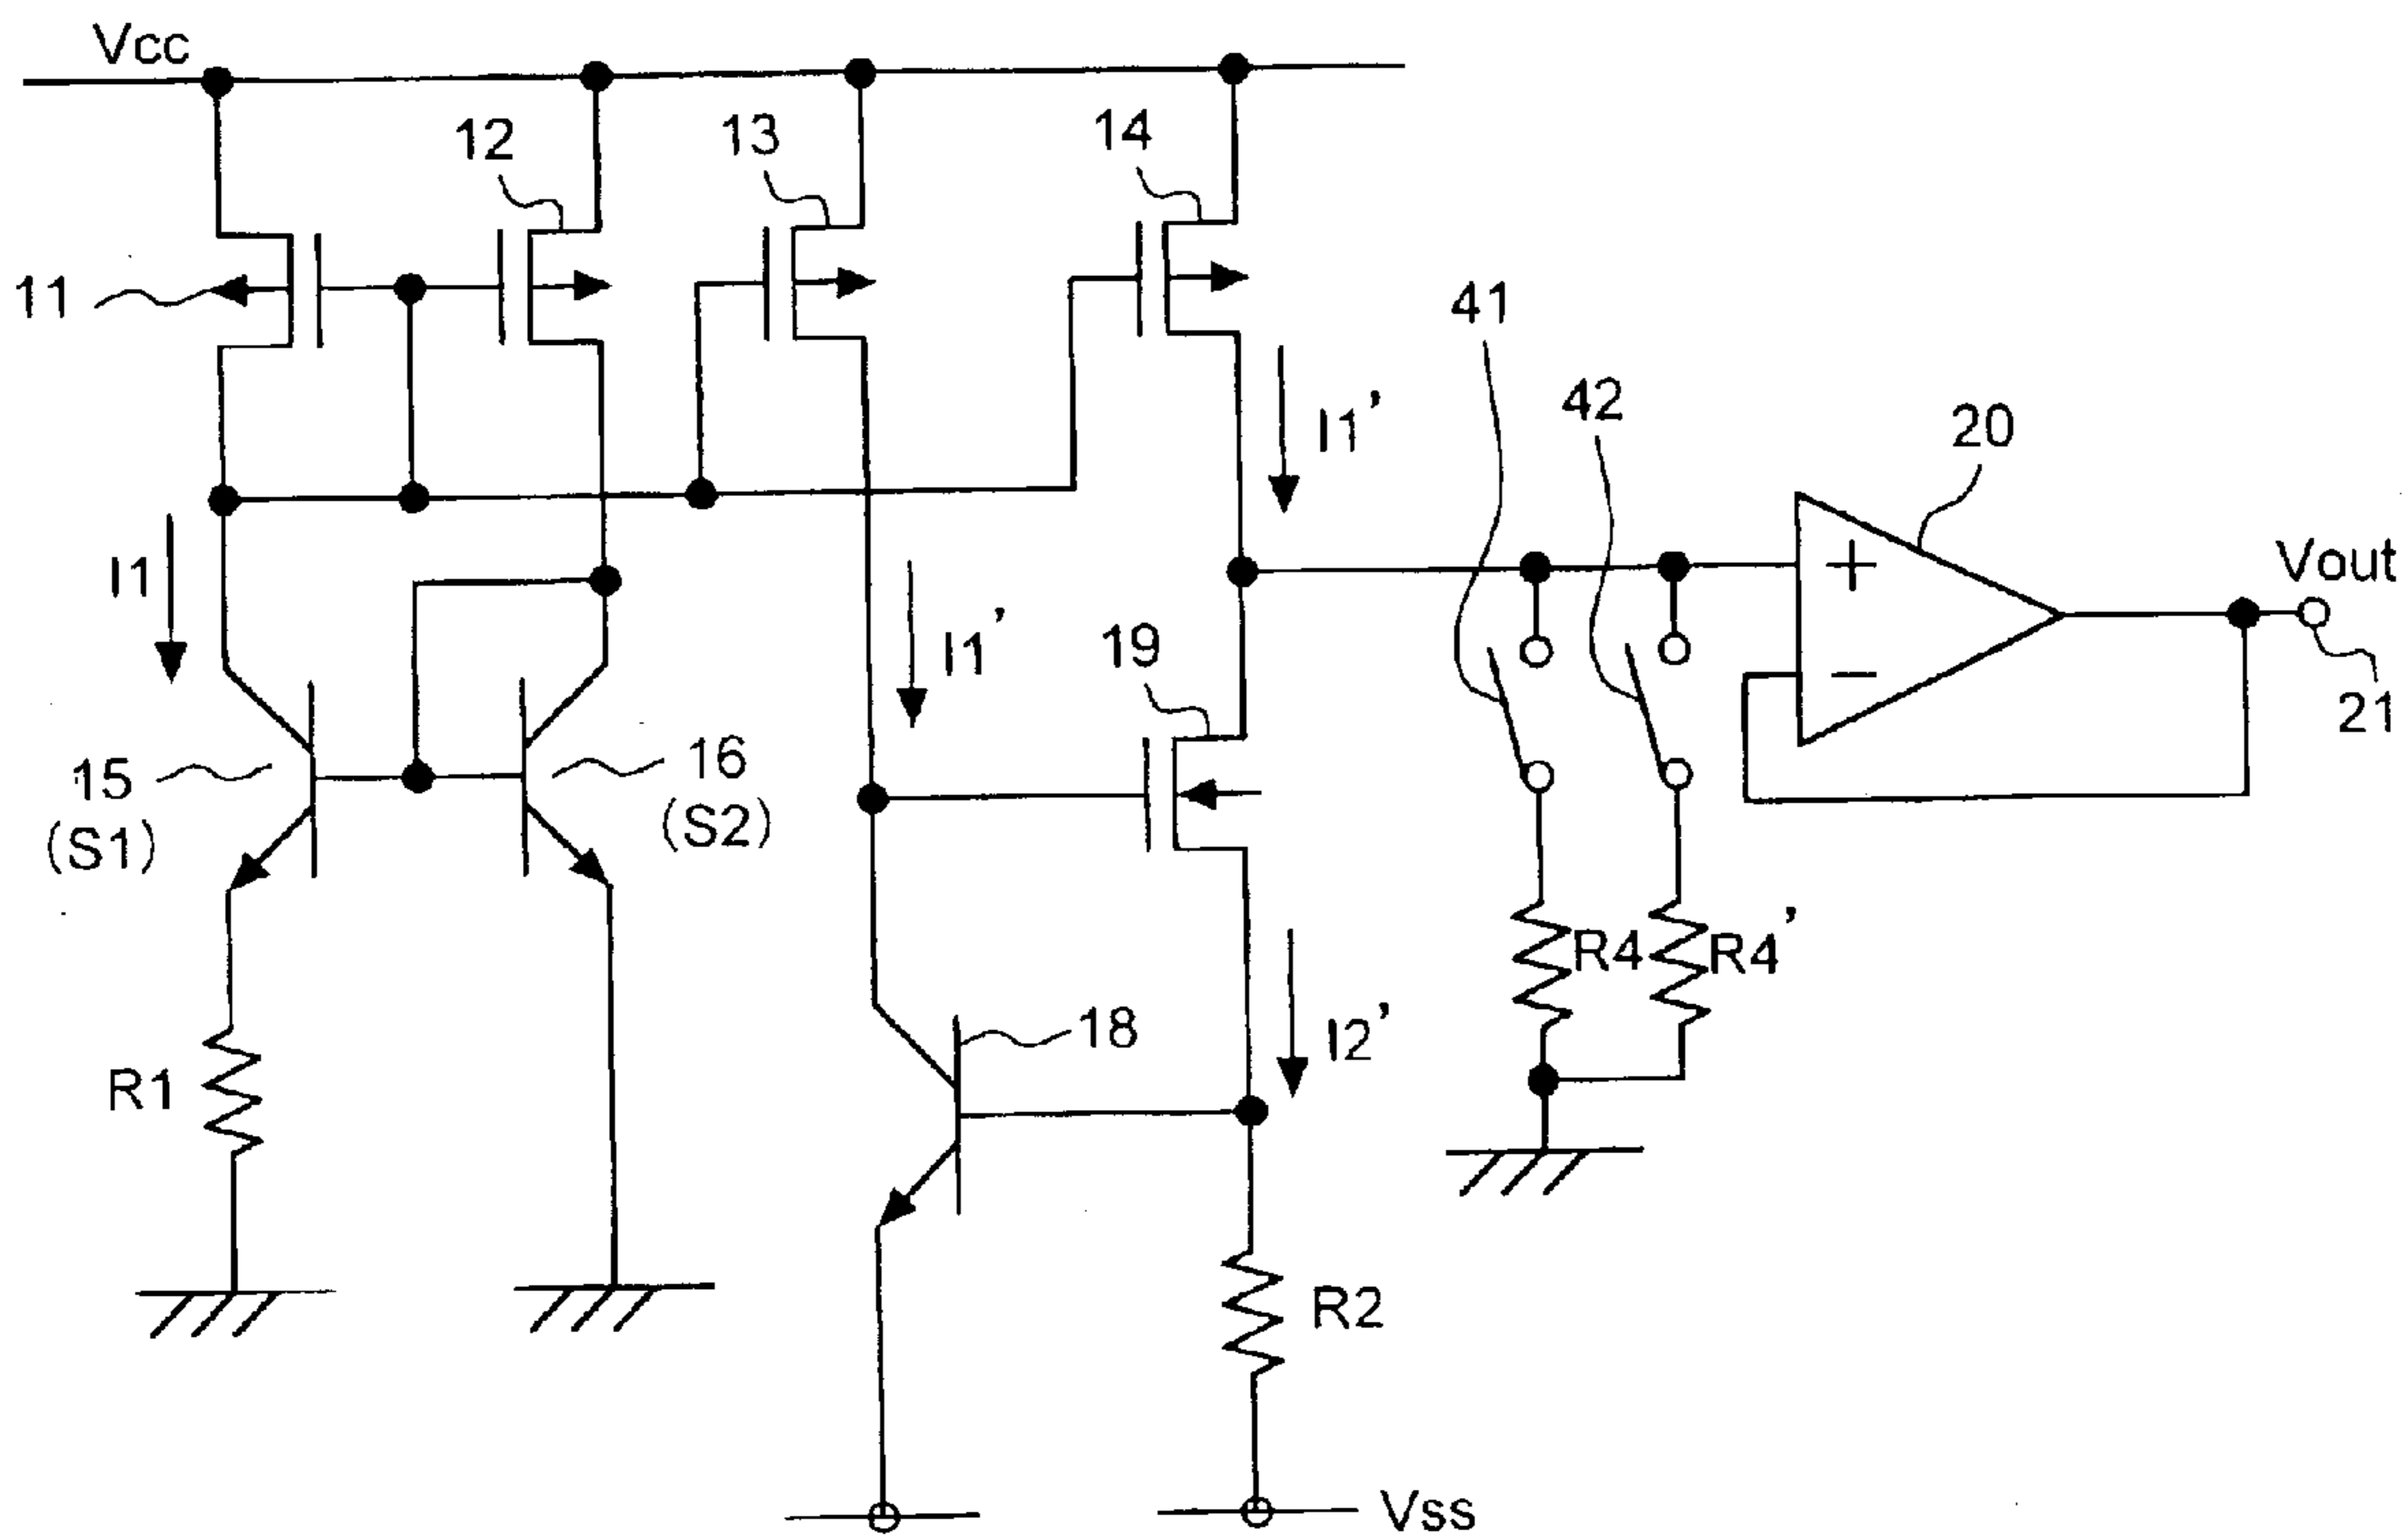 Vcc
12
13
14
11
41
I1’
42
20
I1
I1’
19
Vout
+
−
21
15
(S1)
16
(S2)
18
R4
R4’
I2’
R1
R2
Vss